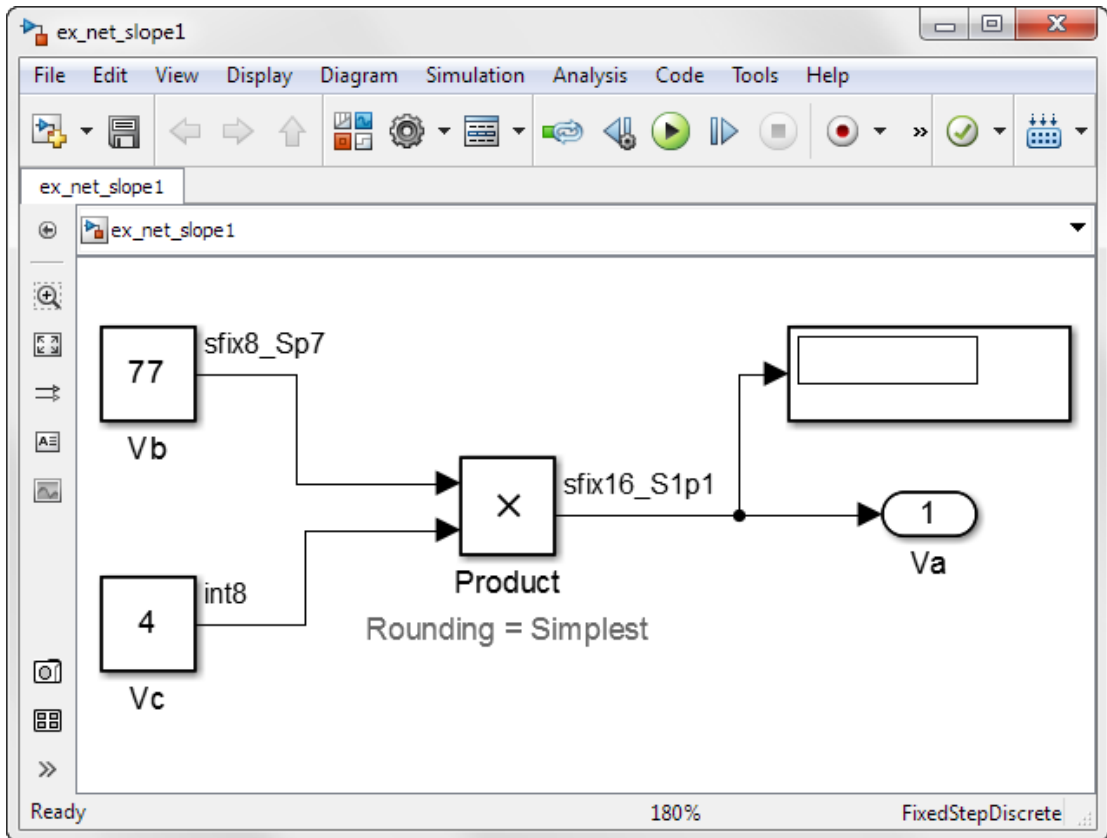 ex_net_slope1
File Edit View Display Diagram Simulation Analysis Code Tools Help
»
ex_net_slope1
ex_net_slope1
77
sfix8_Sp7
Vb
×
sfix16_S1p1
1
Va
Product
4
int8
Rounding = Simplest
Vc
Ready 180% FixedStepDiscrete